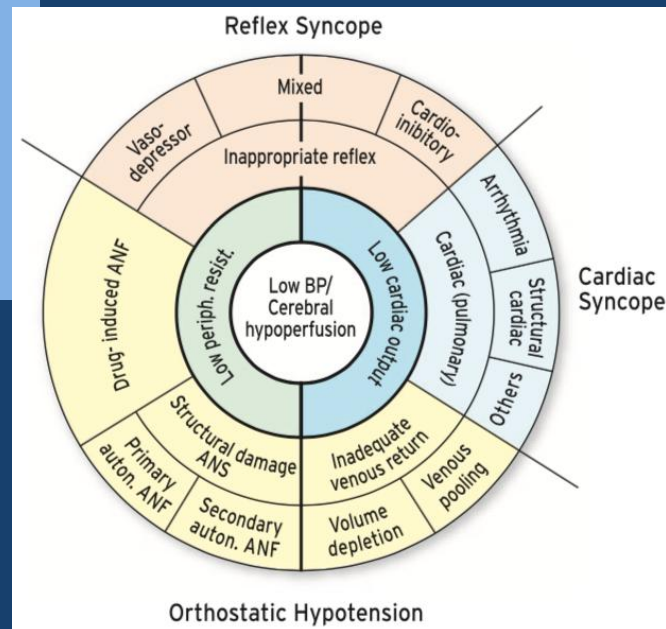 Reflex Syncope
Mixed
Vaso-
depressor
Cardio-
inibitory
Inappropriate reflex
Arrhythmia
Structural
cardiac
Others
Cardiac (pulmonary)
Cardiac
Syncope
Low periph. resist.
Low BP/
Cerebral
hypoperfusion
Low cardiac output
Drug- induced ANF
Structural damage
ANS
Inadequate
venous return
Primary
auton. ANF
Secondary
auton. ANF
Volume
depletion
Venous
pooling
Orthostatic Hypotension